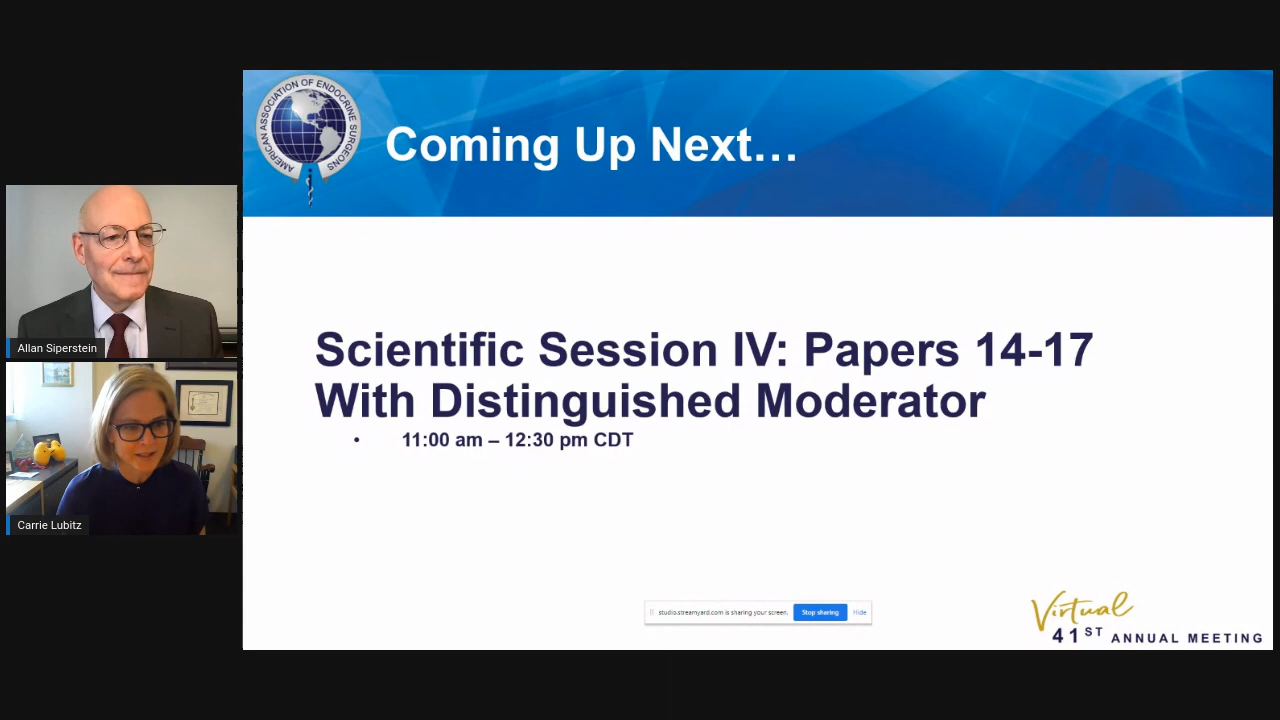 AMERICAN ASSOCIATION OF ENDOCRINE SURGEONS
Coming Up Next…
Allan Siperstein
Carrie Lubitz
Scientific Session IV: Papers 14-17
With Distinguished Moderator
• 11:00 am – 12:30 pm CDT
studio.streamyard.com is sharing your screen.
Stop sharing
Hide
Virtual
41ST ANNUAL MEETING